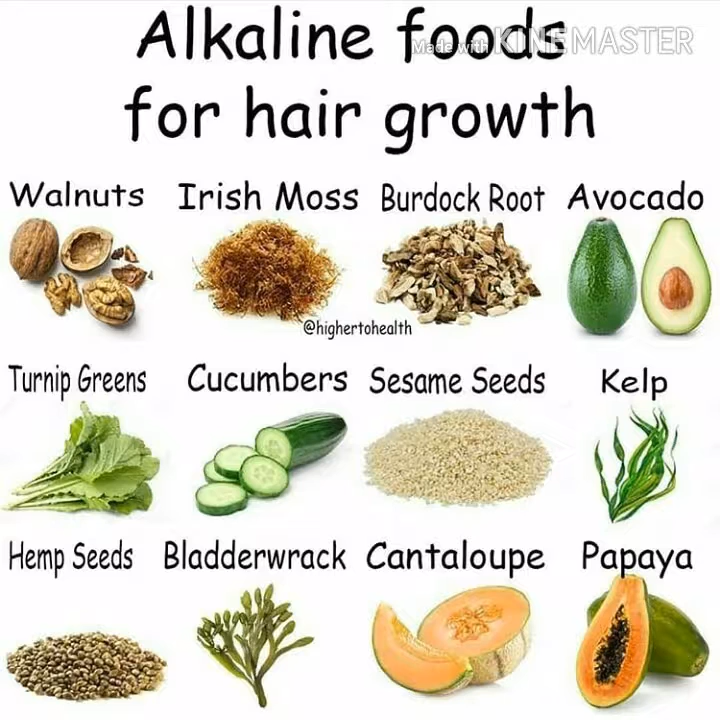 Alkaline foods
Made with KINEMASTER
for hair growth
Walnuts Irish Moss Burdock Root Avocado
@highertohealth
Turnip Greens Cucumbers Sesame Seeds Kelp
Hemp Seeds Bladderwrack Cantaloupe Papaya